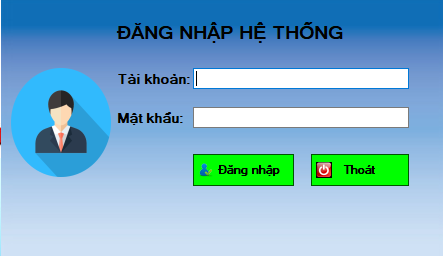 ĐĂNG NHẬP HỆ THỐNG
Tài khoản:
Mật khẩu:
Đăng nhập Thoát